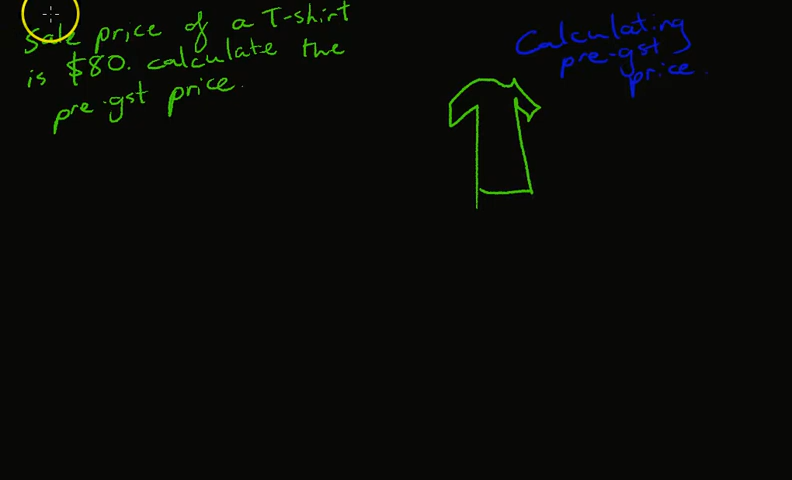 Sale price of a T-shirt
is $80. calculate the
pre-gst price.
Calculating
pre-gst
price.